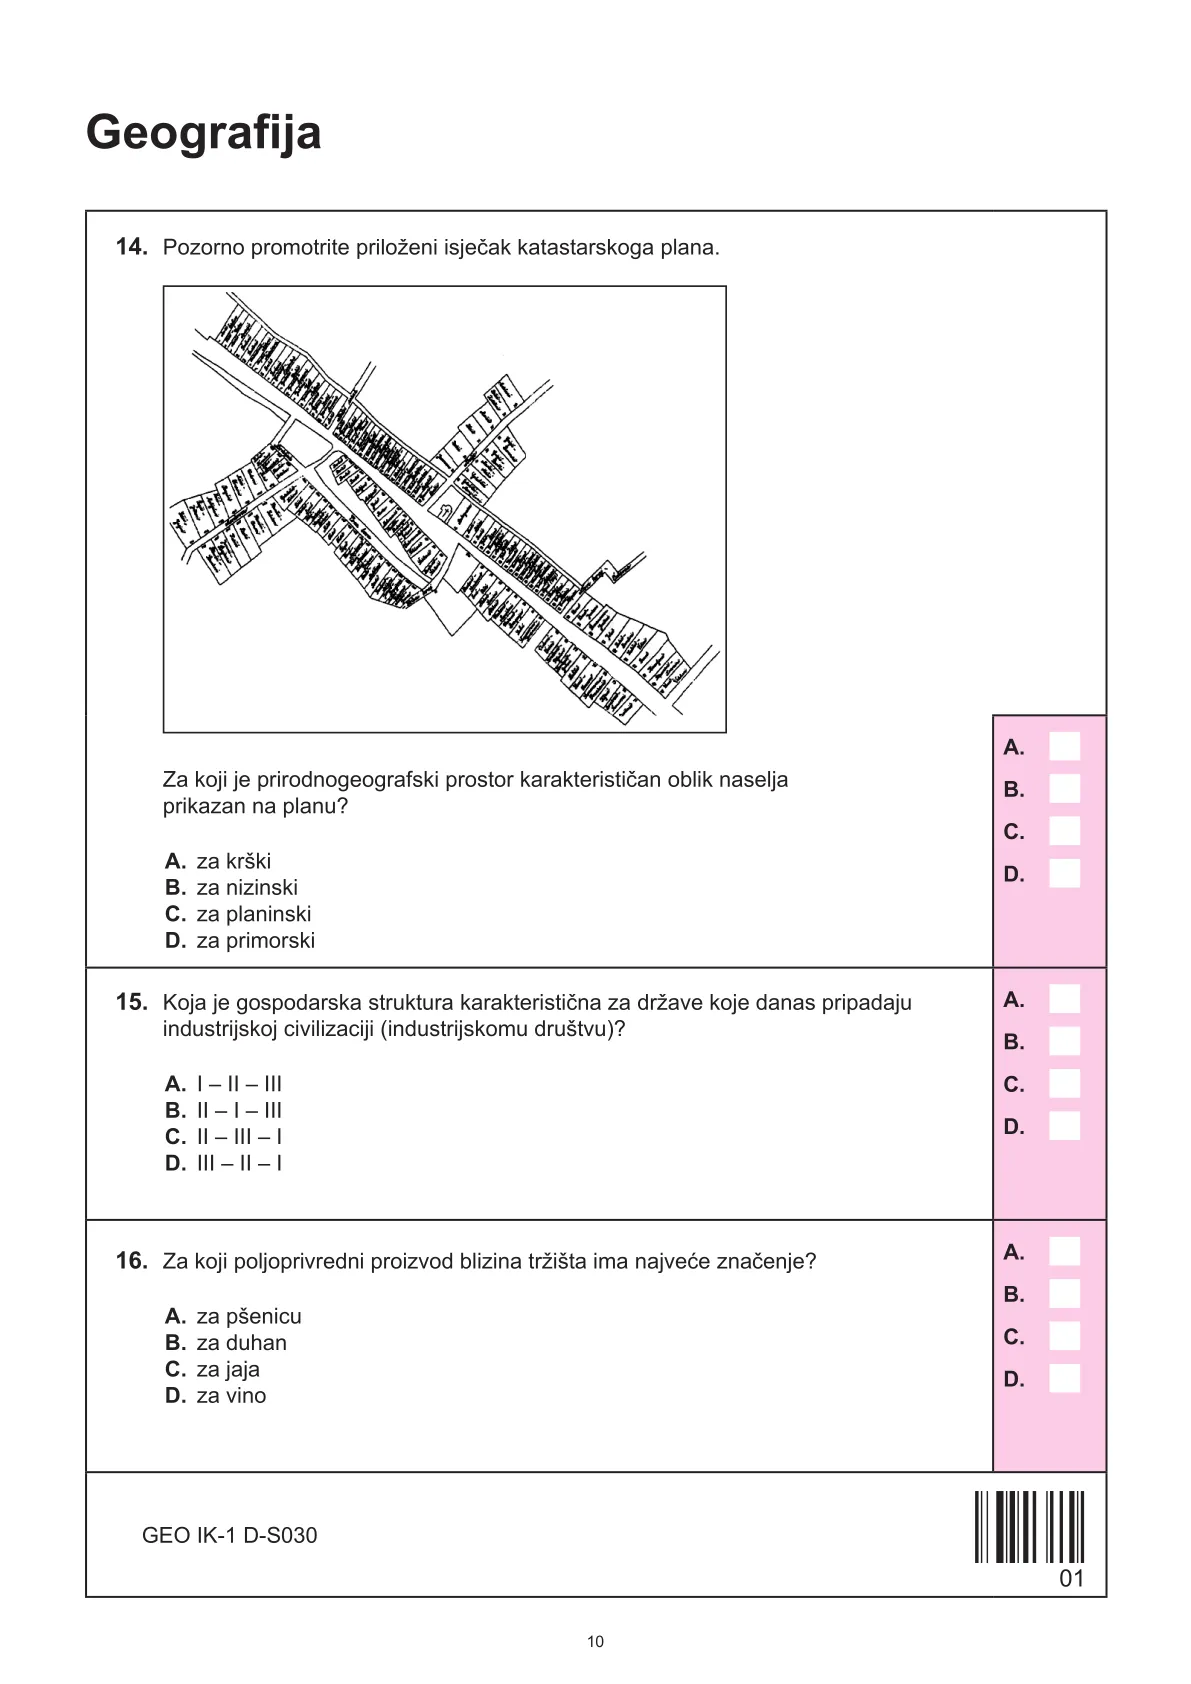 Geografija
14. Pozorno promotrite priloženi isječak katastarskoga plana.
Za koji je prirodnogeografski prostor karakterističan oblik naselja
prikazan na planu?
A. za krški
B. za nizinski
C. za planinski
D. za primorski
A.
B.
C.
D.
15. Koja je gospodarska struktura karakteristična za države koje danas pripadaju
industrijskoj civilizaciji (industrijskomu društvu)?
A. I – II – III
B. II – I – III
C. II – III – I
D. III – II – I
A.
B.
C.
D.
16. Za koji poljoprivredni proizvod blizina tržišta ima najveće značenje?
A. za pšenicu
B. za duhan
C. za jaja
D. za vino
A.
B.
C.
D.
GEO IK-1 D-S030
01
10